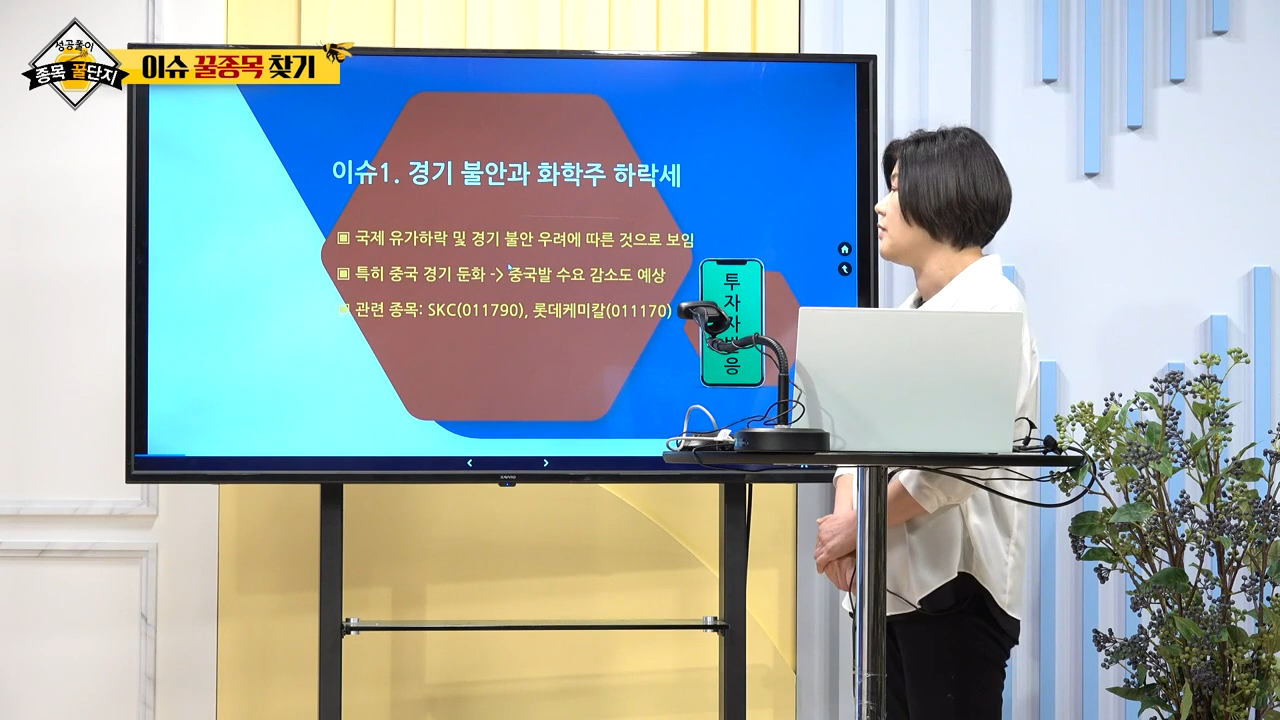 성공풀이
종목 꿀단지
이슈 꿀종목 찾기
이슈1. 경기 불안과 화학주 하락세
▣ 국제 유가하락 및 경기 불안 우려에 따른 것으로 보임
▣ 특히 중국 경기 둔화 -> 중국발 수요 감소도 예상
▣ 관련 종목: SKC(011790), 롯데케미칼(011170)
투자자반응